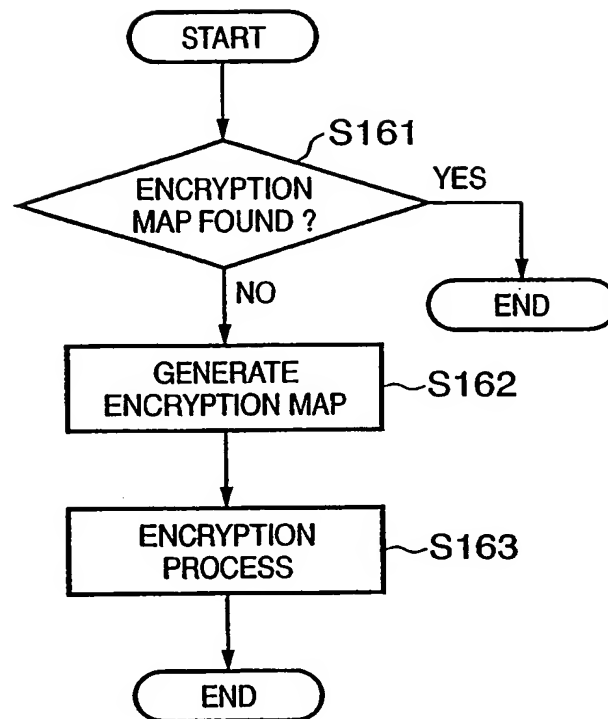 START
S161
ENCRYPTION
MAP FOUND ?
YES
NO
END
GENERATE
ENCRYPTION MAP
S162
ENCRYPTION
PROCESS
S163
END